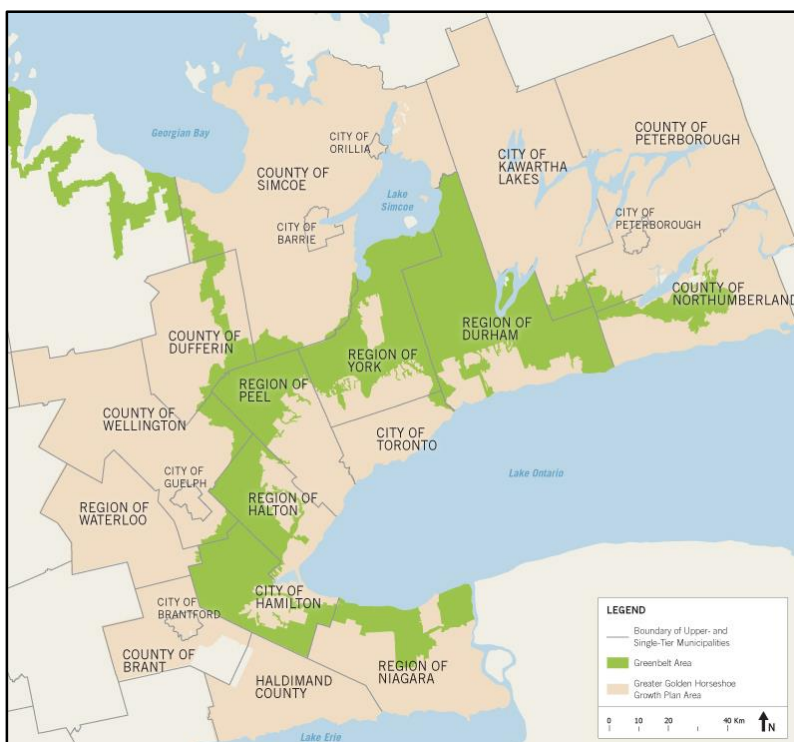 Georgian Bay
CITY OF
ORILLIA
COUNTY OF
SIMCOE
Lake
Simcoe
CITY OF
BARRIE
CITY OF
KAWARTHA
LAKES
COUNTY OF
PETERBOROUGH
CITY OF
PETERBOROUGH
COUNTY OF
NORTHUMBERLAND
COUNTY OF
DUFFERIN
REGION OF
YORK
REGION OF
DURHAM
REGION OF
PEEL
COUNTY OF
WELLINGTON
CITY OF
TORONTO
CITY OF
GUELPH
Lake Ontario
REGION OF
WATERLOO
REGION OF
HALTON
CITY OF
HAMILTON
CITY OF
BRANTFORD
COUNTY OF
BRANT
HALDIMAND
COUNTY
REGION OF
NIAGARA
Lake Erie
LEGEND
Boundary of Upper- and
Single-Tier Municipalities
Greenbelt Area
Greater Golden Horseshoe
Growth Plan Area
0 10 20 40 Km N